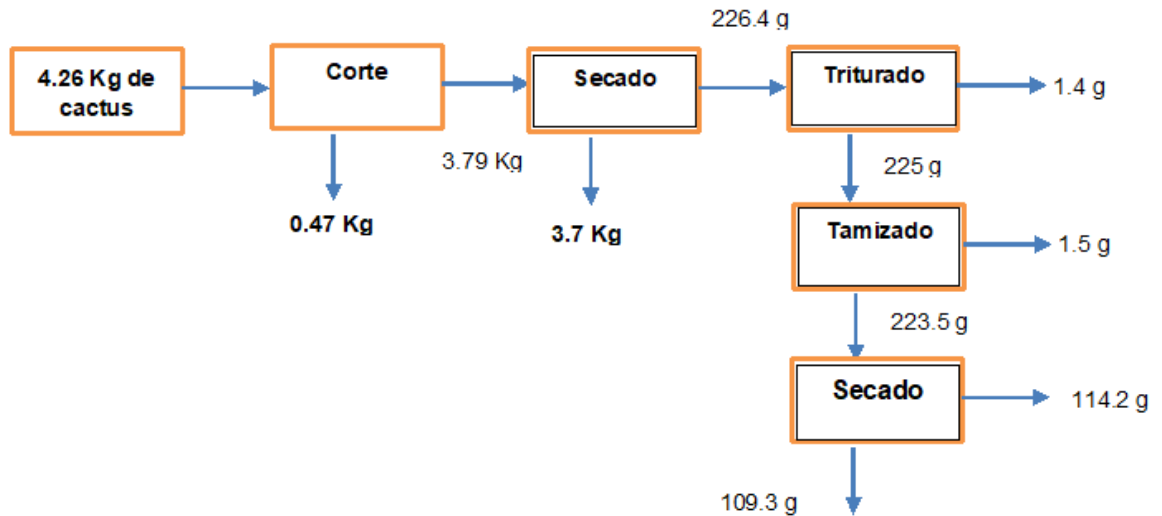 226.4 g
4.26 Kg de
cactus
Corte
Secado
Triturado
1.4 g
3.79 Kg
225 g
0.47 Kg
3.7 Kg
Tamizado
1.5 g
223.5 g
Secado
114.2 g
109.3 g